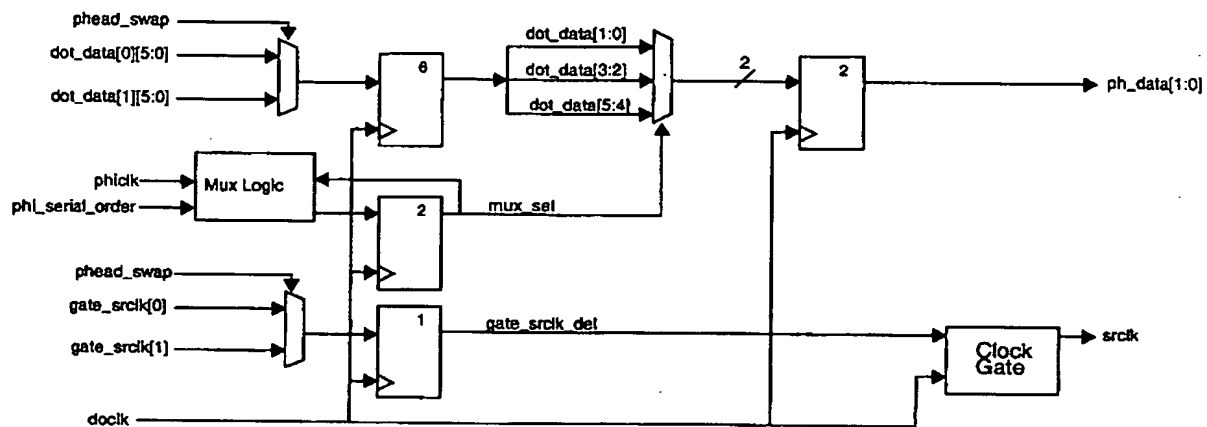 phead_swap
dot_data[0][5:0]
dot_data[1][5:0]
6
dot_data[1:0]
dot_data[3:2]
dot_data[5:4]
2
2
ph_data[1:0]
phiclk
phi_serial_order
Mux Logic
2
mux_sel
phead_swap
gate_srclk[0]
gate_srclk[1]
1
gate_srclk_del
Clock
Gate
srclk
doclk